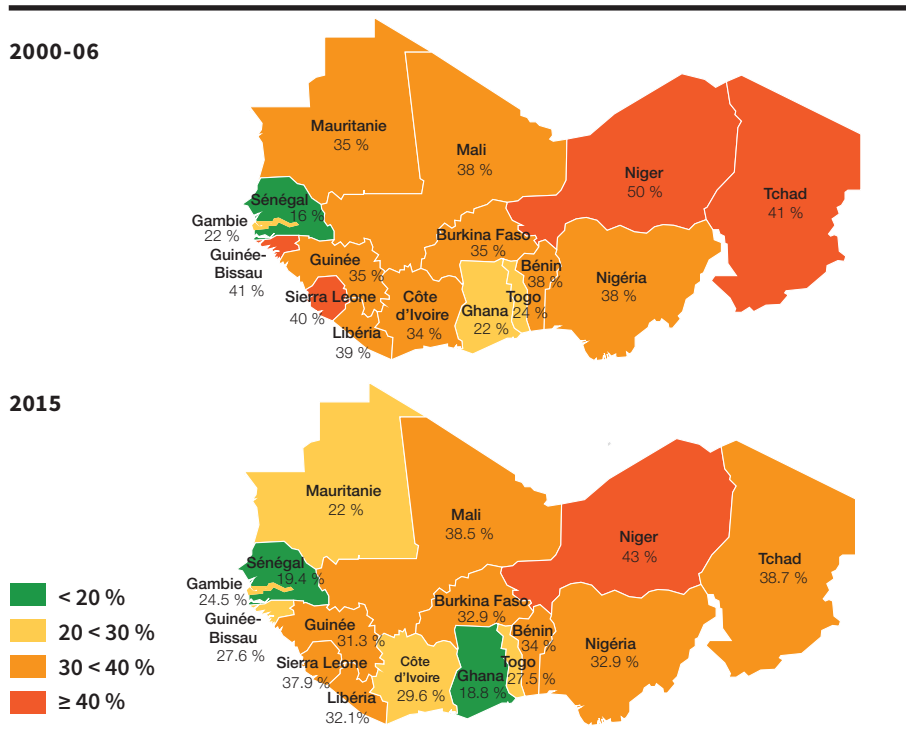 2000-06
Mauritanie
35 %
Mali
38 %
Niger
50 %
Tchad
41 %
Sénégal
16 %
Gambie
22 %
Guinée-
Bissau
41 %
Guinée
35 %
Sierra Leone
40 %
Libéria
39 %
Côte
d’Ivoire
34 %
Burkina Faso
35 %
Ghana
22 %
Togo
24 %
Bénin
38 %
Nigéria
38 %
2015
Mauritanie
22 %
Mali
38.5 %
Niger
43 %
Tchad
38.7 %
Sénégal
19.4 %
Gambie
24.5 %
Guinée-
Bissau
27.6 %
Guinée
31.3 %
Sierra Leone
37.9 %
Libéria
32.1%
Côte
d’Ivoire
29.6 %
Burkina Faso
32.9 %
Ghana
18.8 %
Togo
27.5 %
Bénin
34 %
Nigéria
32.9 %
< 20 %
20 < 30 %
30 < 40 %
≥ 40 %